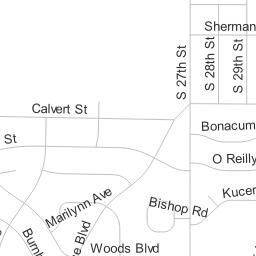 Sherman
S 27th St
S 28th St
S 29th St
Calvert St
Bonacum
St
O Reilly
Marilynn Ave
Kucer
Bishop Rd
Burnh
e Blvd
Woods Blvd